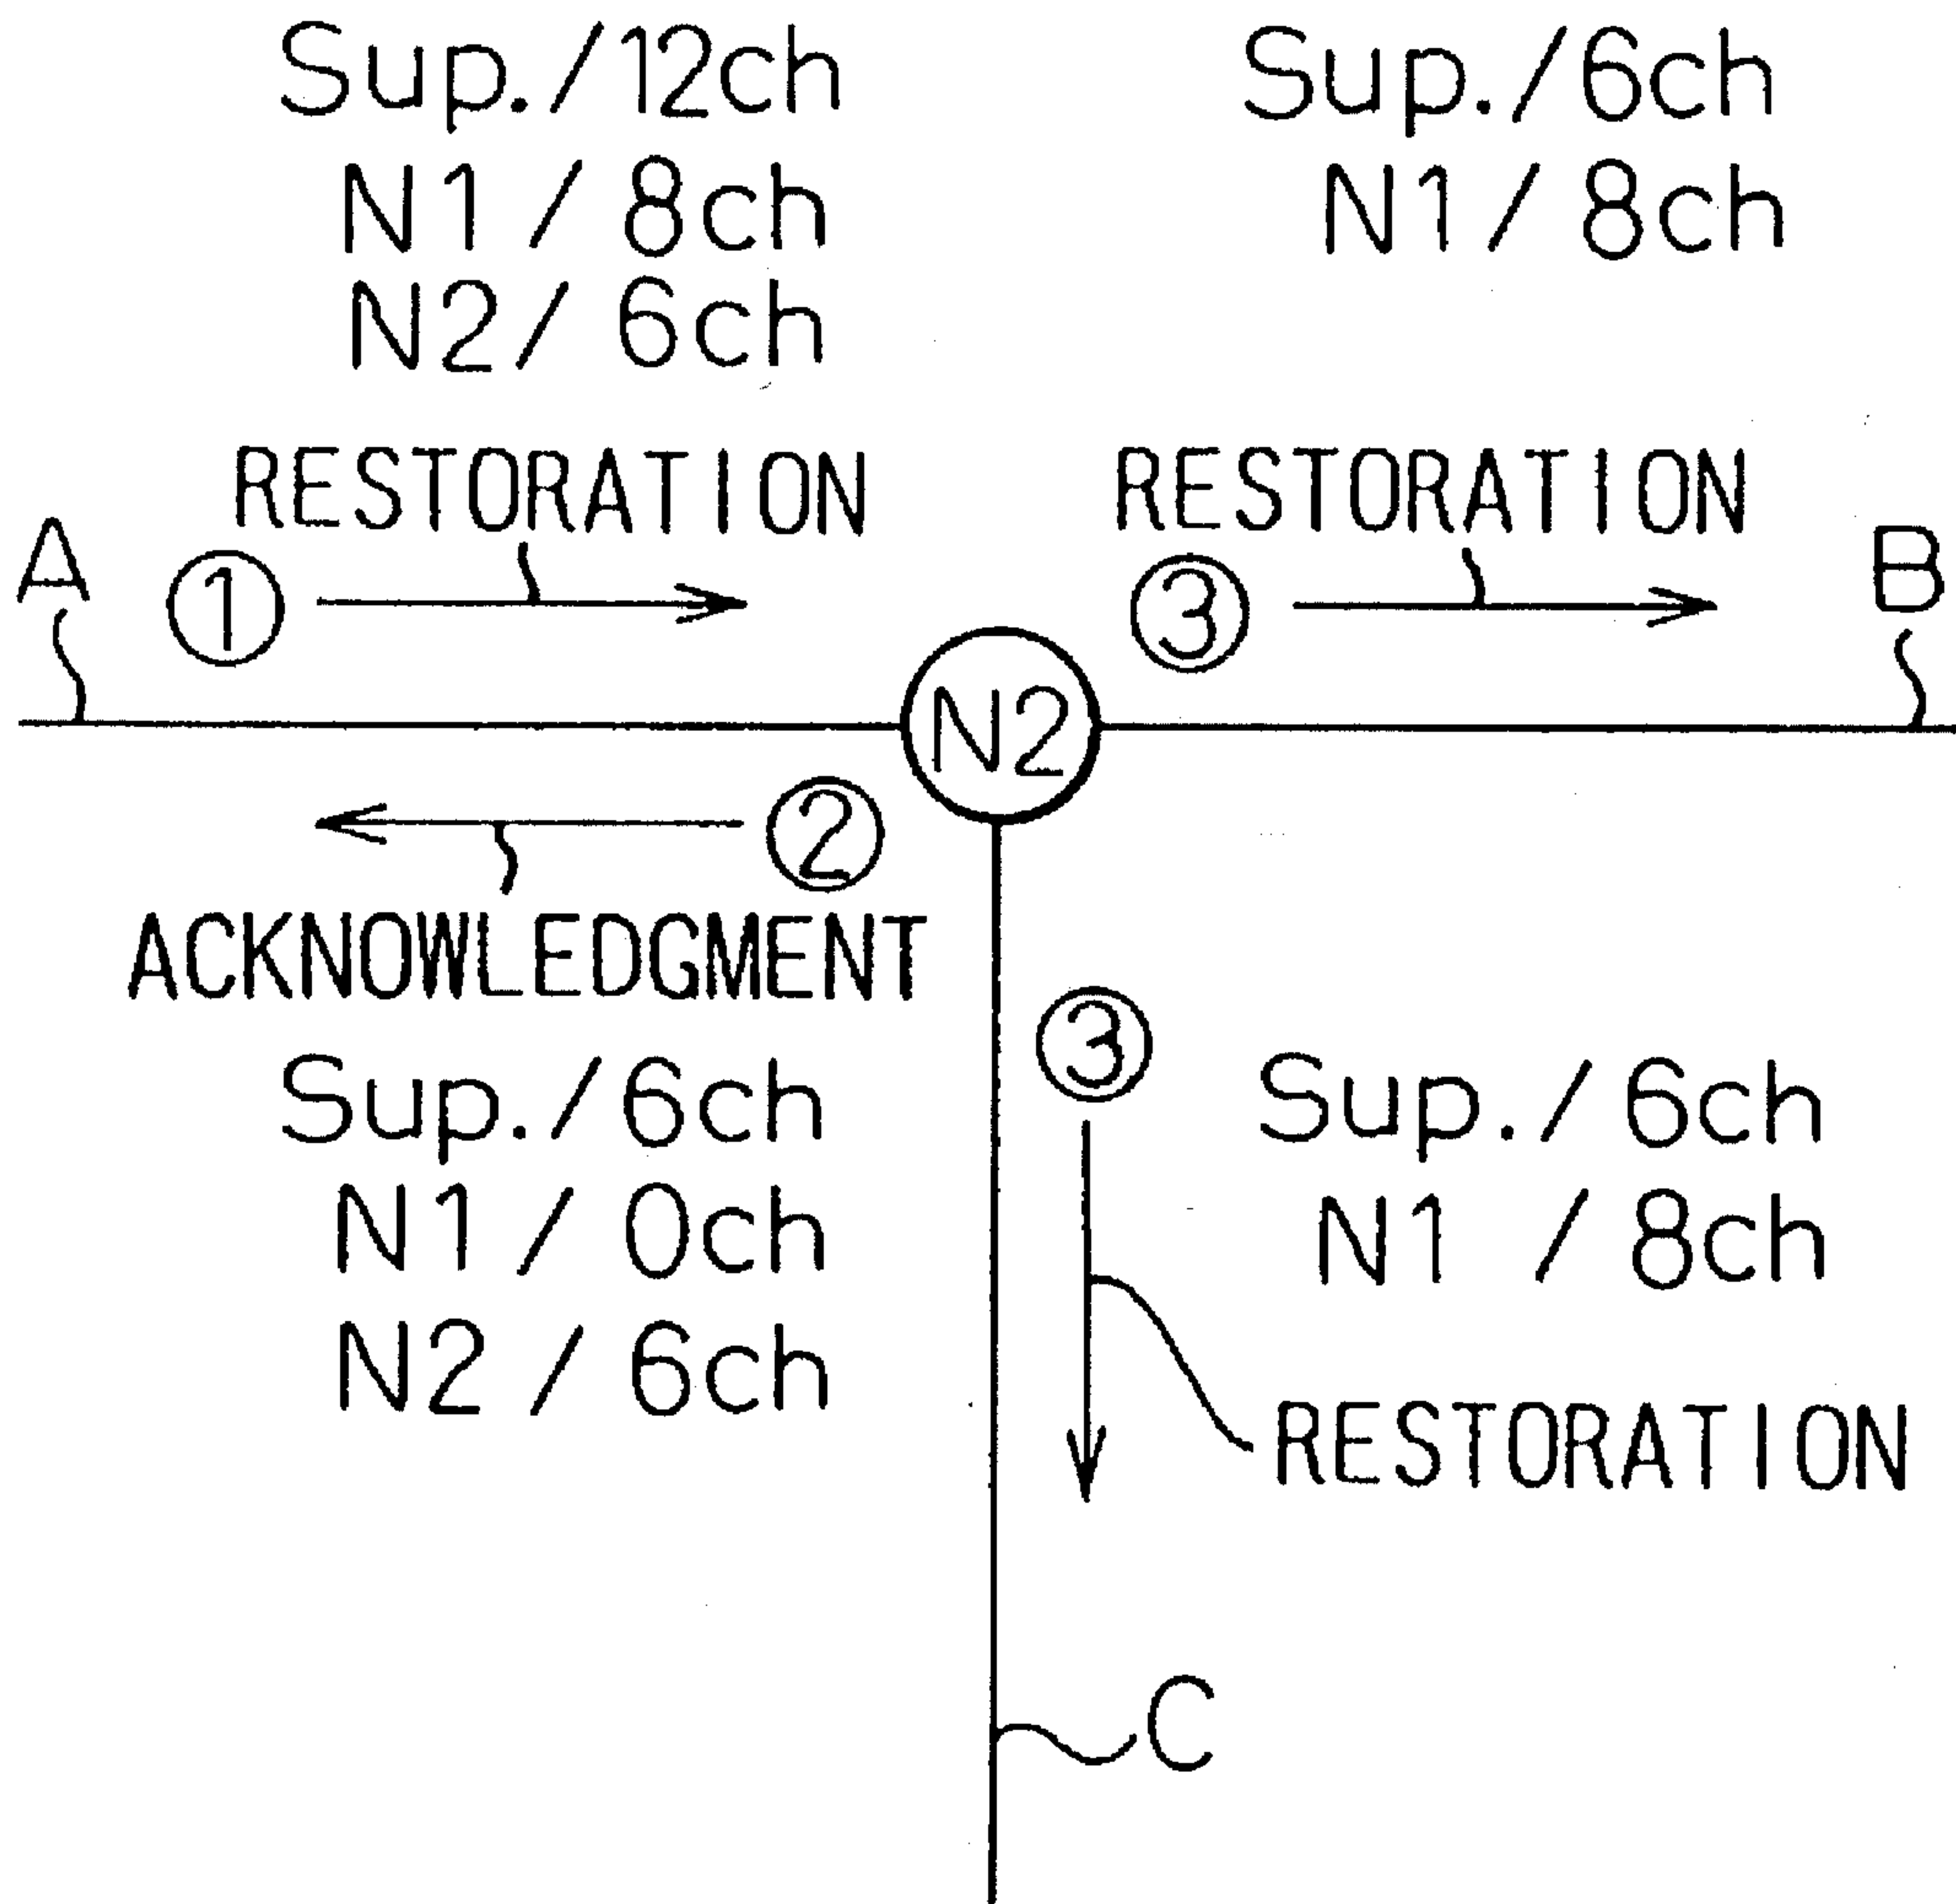 Sup./12ch
N1/8ch
N2/6ch
Sup./6ch
N1/8ch
RESTORATION
RESTORATION
A
①
③
B
N2
②
ACKNOWLEDGMENT
Sup./6ch
N1/0ch
N2/6ch
③
Sup./6ch
N1/8ch
RESTORATION
C